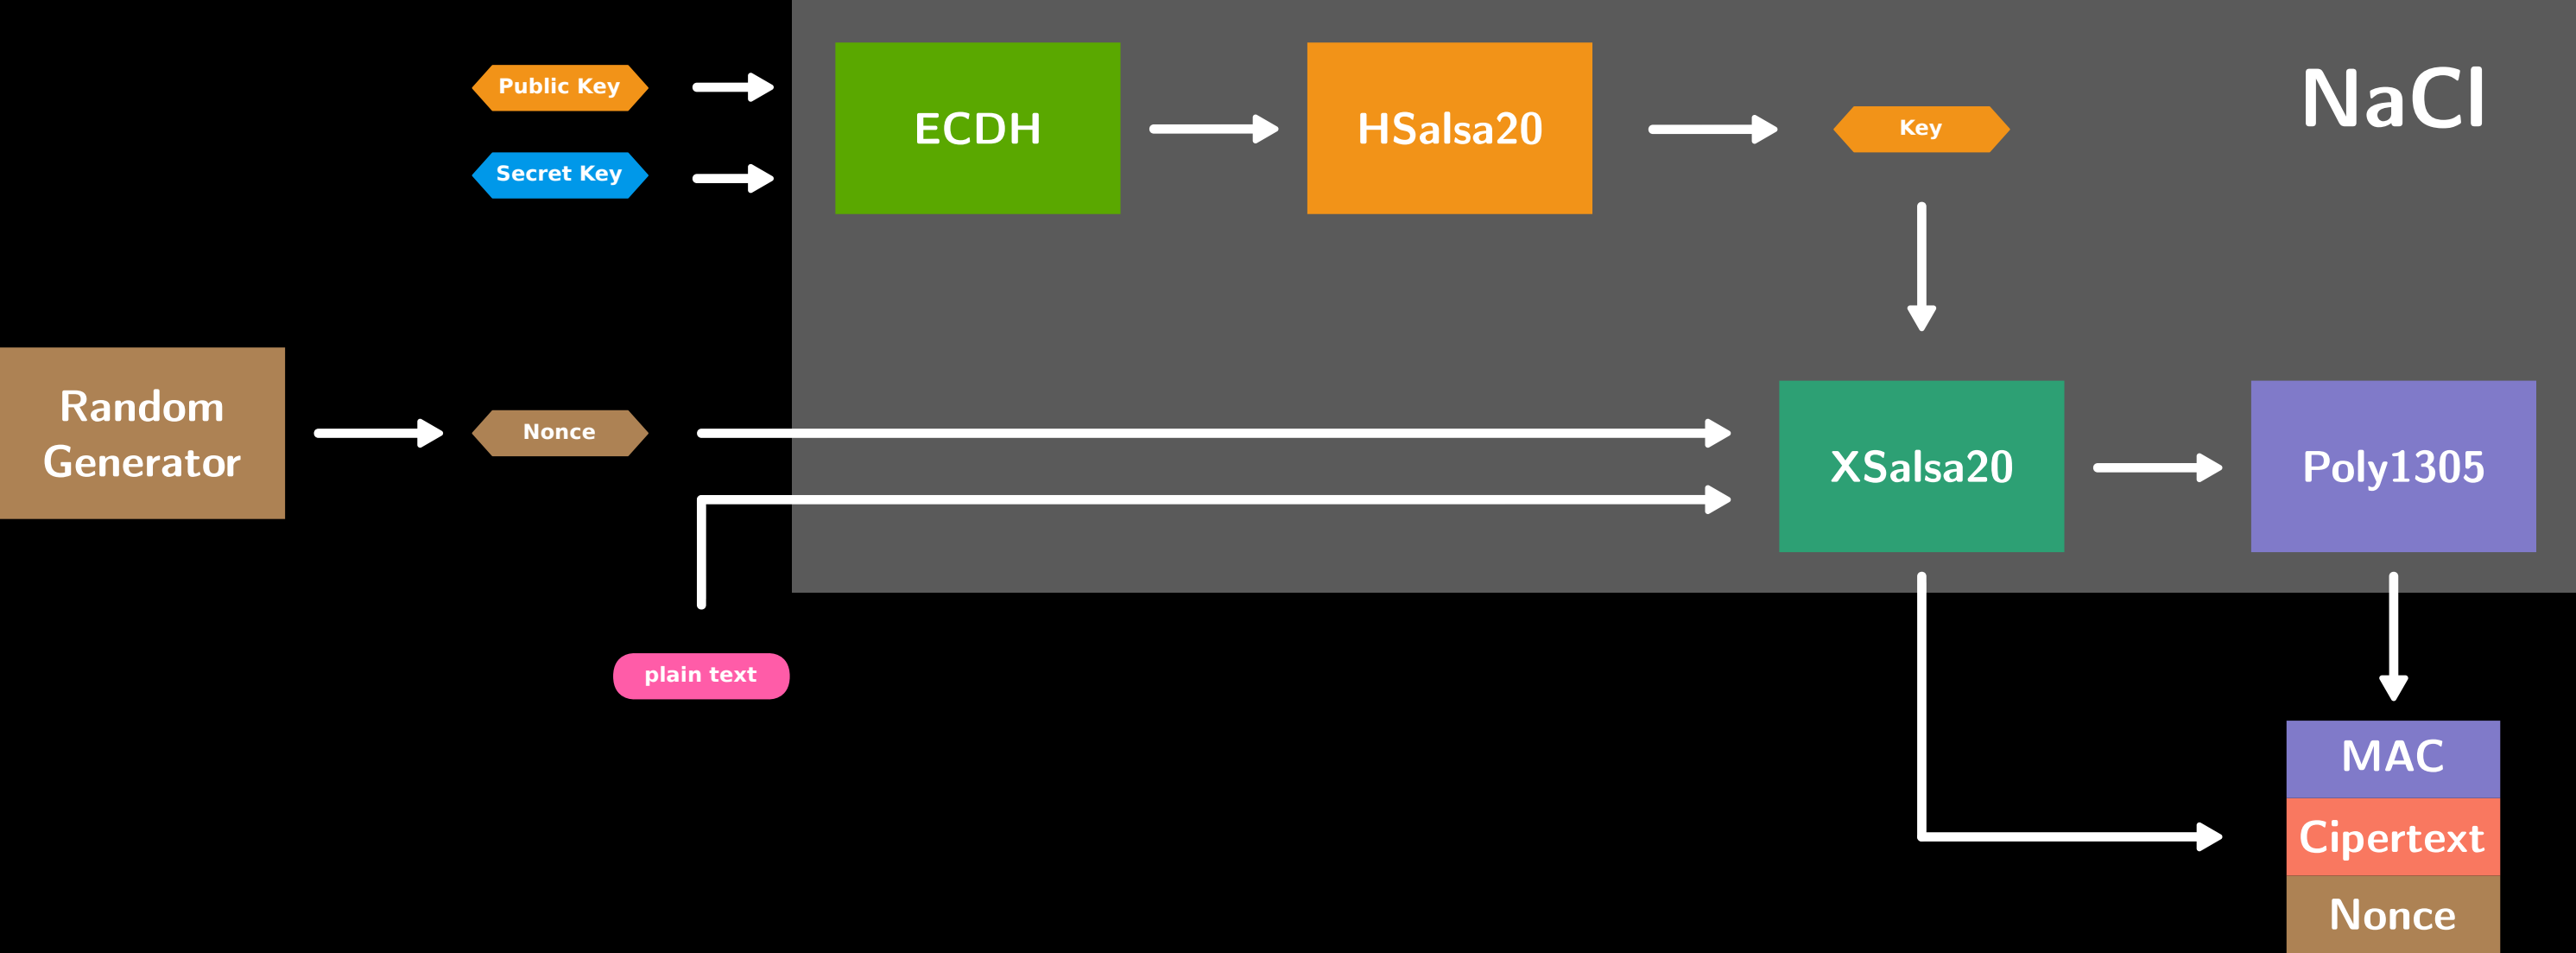 Public Key
Secret Key
ECDH
HSalsa20
Key
NaCl
Random
Generator
Nonce
XSalsa20
Poly1305
plain text
MAC
Cipertext
Nonce